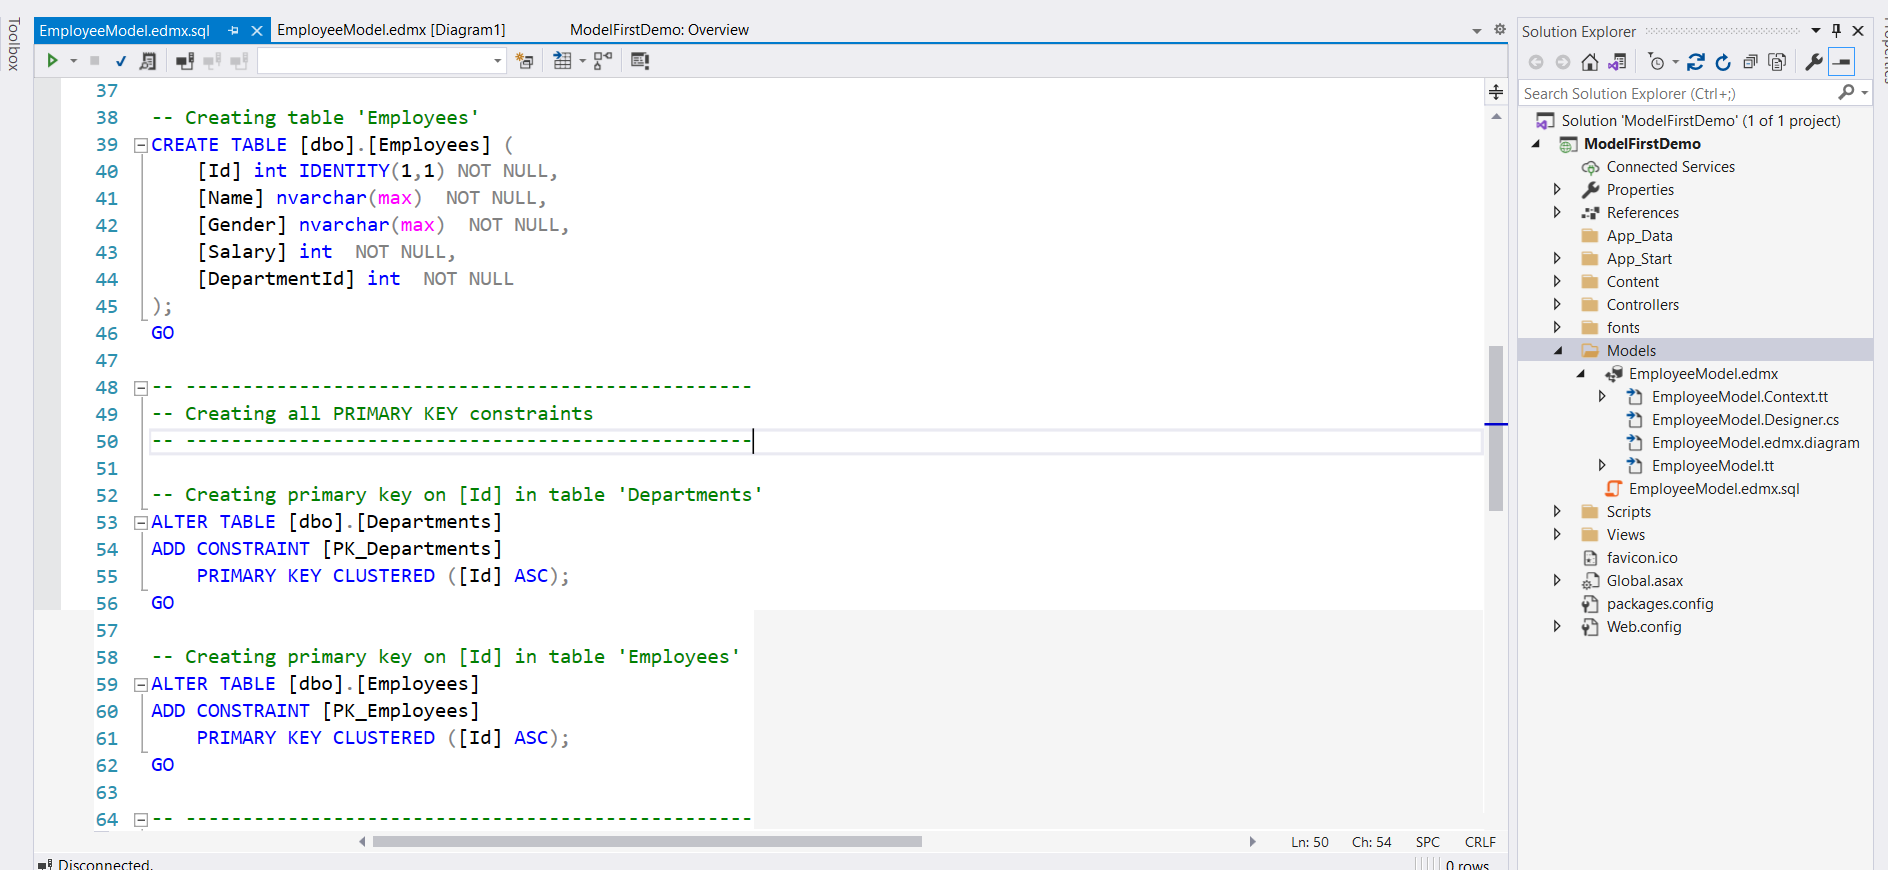 Toolbox
EmployeeModel.edmx.sql
EmployeeModel.edmx [Diagram1]
ModelFirstDemo: Overview
37
38 -- Creating table 'Employees'
39 CREATE TABLE [dbo].[Employees] (
40 [Id] int IDENTITY(1,1) NOT NULL,
41 [Name] nvarchar(max)  NOT NULL,
42 [Gender] nvarchar(max)  NOT NULL,
43 [Salary] int  NOT NULL,
44 [DepartmentId] int  NOT NULL
45 );
46 GO
47
48 -- --------------------------------------------------
49 -- Creating all PRIMARY KEY constraints
50 -- --------------------------------------------------
51
52 -- Creating primary key on [Id] in table 'Departments'
53 ALTER TABLE [dbo].[Departments]
54 ADD CONSTRAINT [PK_Departments]
55 PRIMARY KEY CLUSTERED ([Id] ASC);
56 GO
57
58 -- Creating primary key on [Id] in table 'Employees'
59 ALTER TABLE [dbo].[Employees]
60 ADD CONSTRAINT [PK_Employees]
61 PRIMARY KEY CLUSTERED ([Id] ASC);
62 GO
63
64 -- --------------------------------------------------
Ln: 50 Ch: 54 SPC CRLF
Disconnected.
0 rows
Solution Explorer
Search Solution Explorer (Ctrl+;)
Solution 'ModelFirstDemo' (1 of 1 project)
ModelFirstDemo
Connected Services
Properties
References
App_Data
App_Start
Content
Controllers
fonts
Models
EmployeeModel.edmx
EmployeeModel.Context.tt
EmployeeModel.Designer.cs
EmployeeModel.edmx.diagram
EmployeeModel.tt
EmployeeModel.edmx.sql
Scripts
Views
favicon.ico
Global.asax
packages.config
Web.config